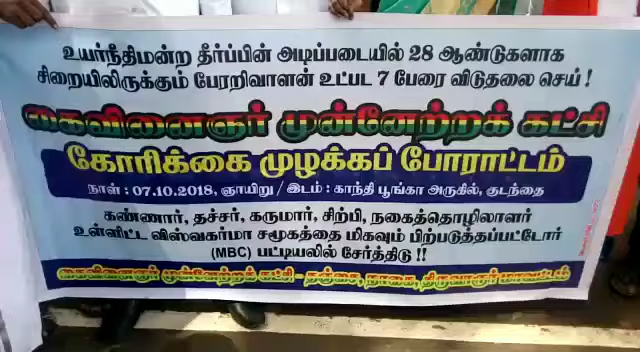 உயர்நீதிமன்ற தீர்ப்பின் அடிப்படையில் 28 ஆண்டுகளாக
சிறையிலிருக்கும் பேரறிவாளன் உட்பட 7 பேரை விடுதலை செய் !
கைவினைஞர் முன்னேற்றக் கட்சி
கோரிக்கை முழக்கப் போராட்டம்
நாள் : 07.10.2018, ஞாயிறு / இடம் : காந்தி பூங்கா அருகில், குடந்தை
கண்ணார், தச்சர், கருமார், சிற்பி, நகைத்தொழிலாளர்
உள்ளிட்ட விஸ்வகர்மா சமூகத்தை மிகவும் பிற்படுத்தப்பட்டோர்
(MBC) பட்டியலில் சேர்த்திடு !!
கைவினைஞர் முன்னேற்றக் கட்சி - தஞ்சை, நாகை, திருவாரூர் மாவட்டம்